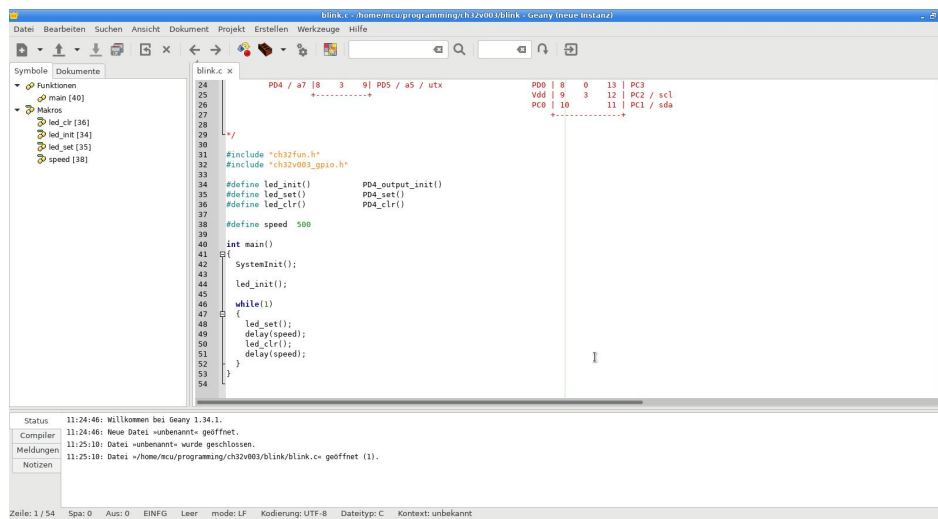 blink.c - /home/mcu/programming/ch32v003/blink - Geany (neue Instanz)
Datei Bearbeiten Suchen Ansicht Dokument Projekt Erstellen Werkzeuge Hilfe
Symbole Dokumente
blink.c ×
Funktionen
main [40]
Makros
led_clr [36]
led_init [34]
led_set [35]
speed [38]
24 PD4 / a7 |8 3 9| PD5 / a5 / utx PD0 | 8 0 13 | PC3
25 +-----------+ Vdd | 9 3 12 | PC2 / scl
26 PC0 | 10 11 | PC1 / sda
27 +--------------+
28
29 */
30
31 #include "ch32fun.h"
32 #include "ch32v003_gpio.h"
33
34 #define led_init() PD4_output_init()
35 #define led_set() PD4_set()
36 #define led_clr() PD4_clr()
37
38 #define speed 500
39
40 int main()
41 {
42 SystemInit();
43
44 led_init();
45
46 while(1)
47 {
48 led_set();
49 delay(speed);
50 led_clr();
51 delay(speed);
52 }
53 }
54
Status
Compiler
Meldungen
Notizen
11:24:46: Willkommen bei Geany 1.34.1.
11:24:46: Neue Datei »unbenannt« geöffnet.
11:25:10: Datei »unbenannt« wurde geschlossen.
11:25:10: Datei »/home/mcu/programming/ch32v003/blink/blink.c« geöffnet (1).
Zeile: 1 / 54 Spa: 0 Aus: 0 EINFG Leer mode: LF Kodierung: UTF-8 Dateityp: C Kontext: unbekannt